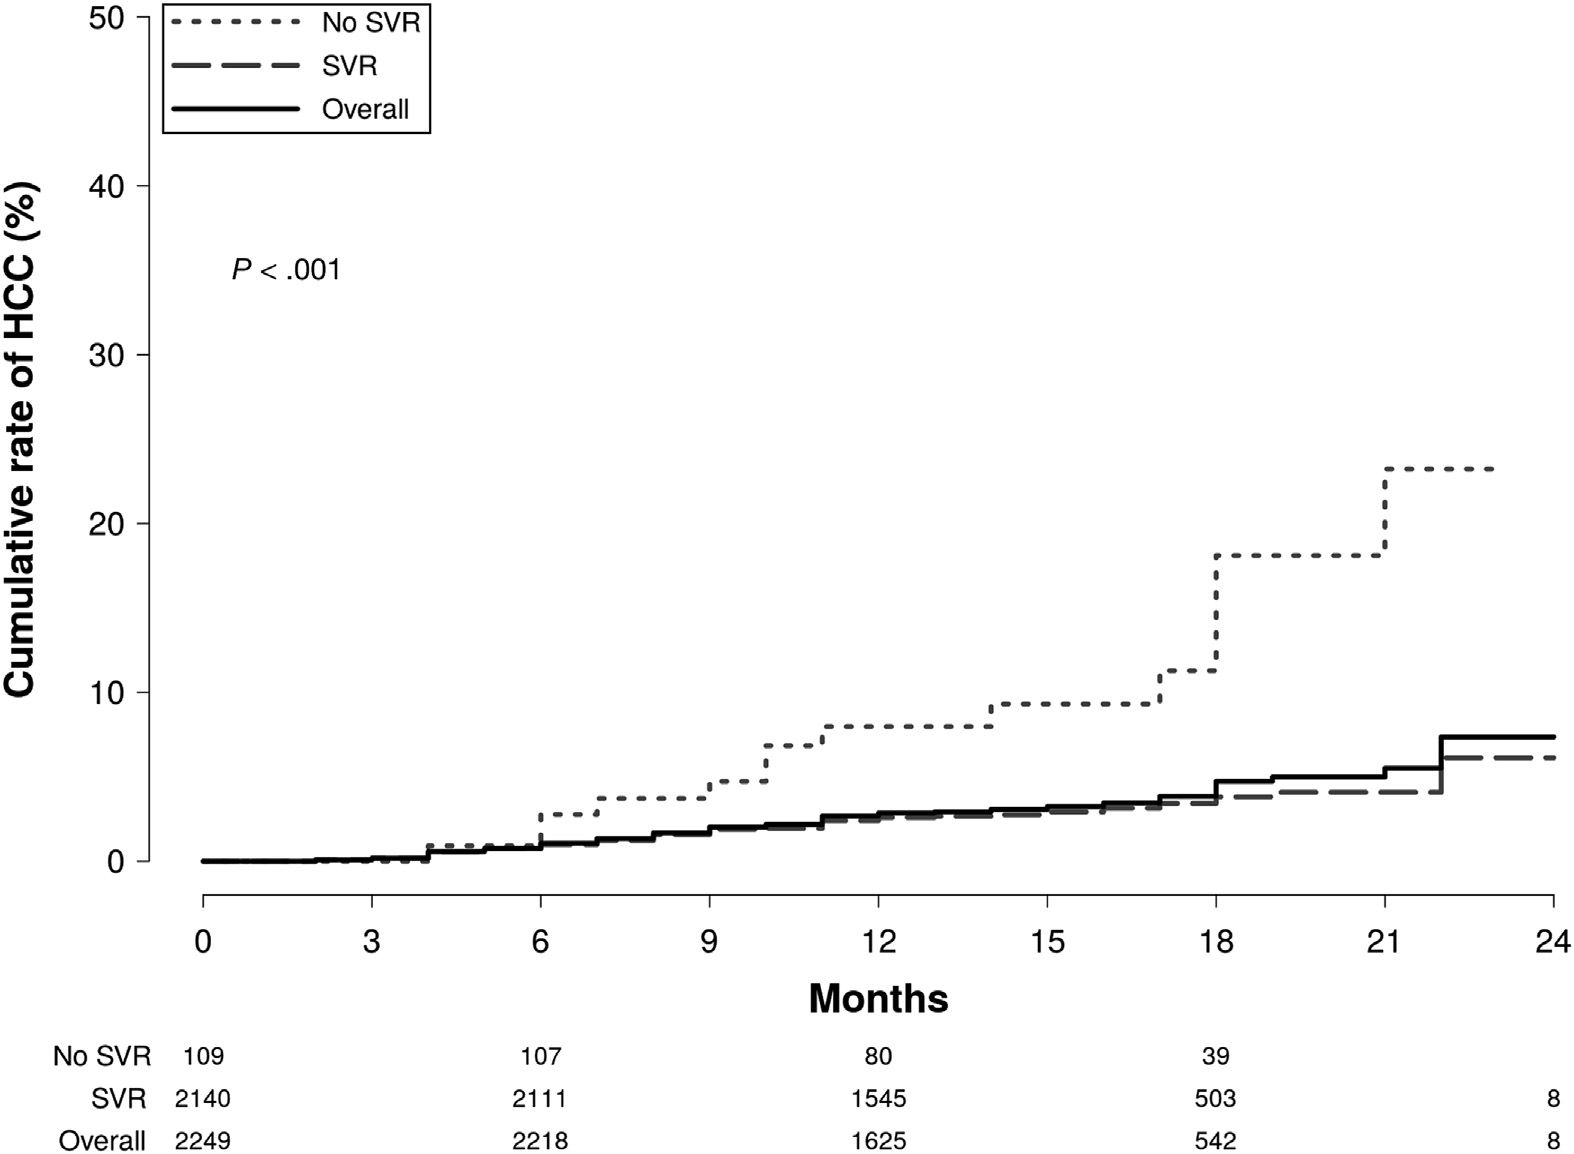 No SVR
SVR
Overall
50
40
30
20
10
0
Cumulative rate of HCC (%)
P < .001
0 3 6 9 12 15 18 21 24
Months
No SVR 109 107 80 39
SVR 2140 2111 1545 503 8
Overall 2249 2218 1625 542 8